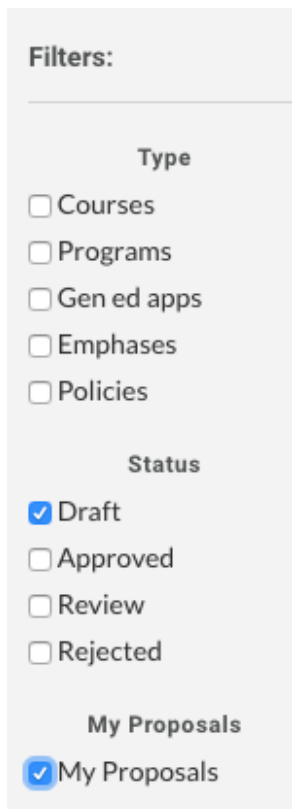 Filters:
Type
Courses
Programs
Gen ed apps
Emphases
Policies
Status
Draft
Approved
Review
Rejected
My Proposals
My Proposals